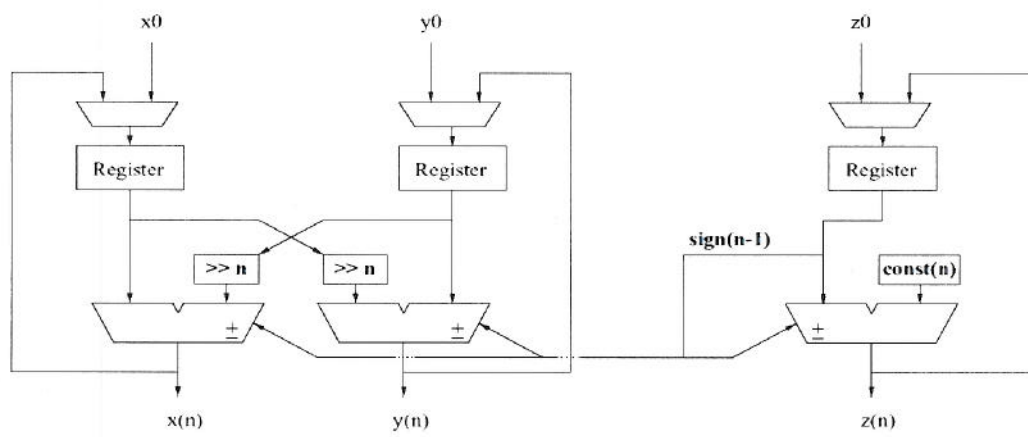 x0 y0 z0
Register Register Register
sign(n-1)
>> n >> n const(n)
± ± ±
x(n) y(n) z(n)